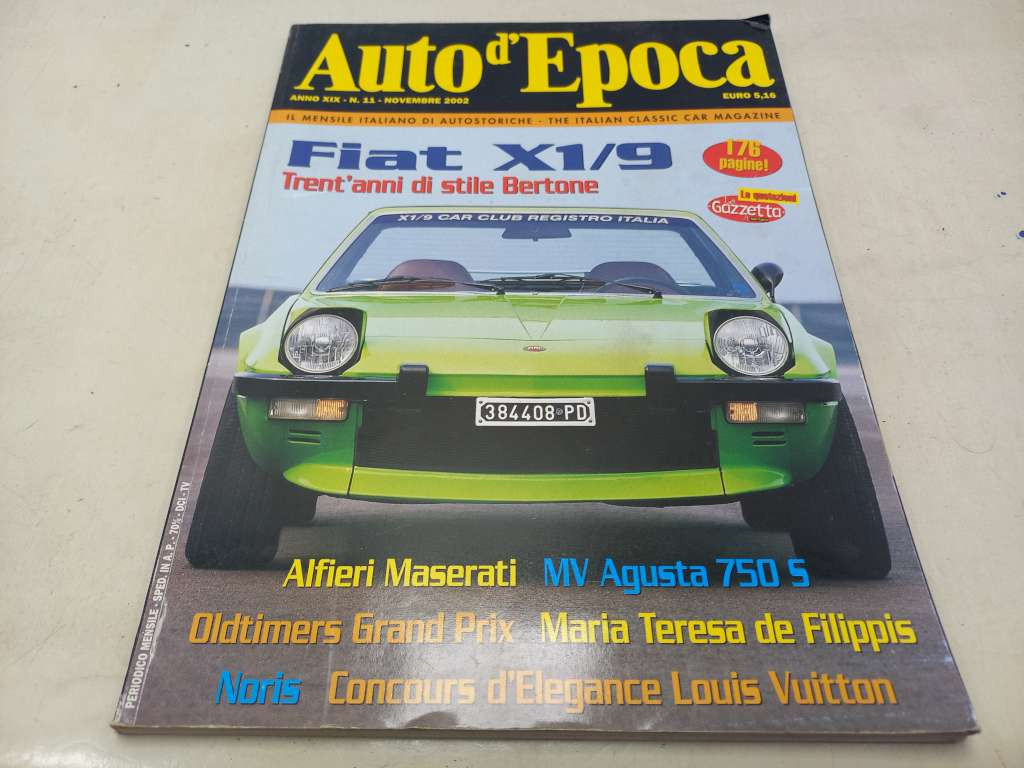 Auto d'Epoca
ANNO XIX - N. 11 - NOVEMBRE 2002
EURO 5,16
IL MENSILE ITALIANO DI AUTOSTORICHE - THE ITALIAN CLASSIC CAR MAGAZINE
Fiat X1/9
Trent'anni di stile Bertone
176
pagine!
Le quotazioni
La
Gazzetta
X1/9 CAR CLUB REGISTRO ITALIA
384408 PD
Alfieri Maserati MV Agusta 750 S
Oldtimers Grand Prix Maria Teresa de Filippis
Noris Concours d'Elegance Louis Vuitton
PERIODICO MENSILE - SPED. IN A. P. - 70% - DCI - TV